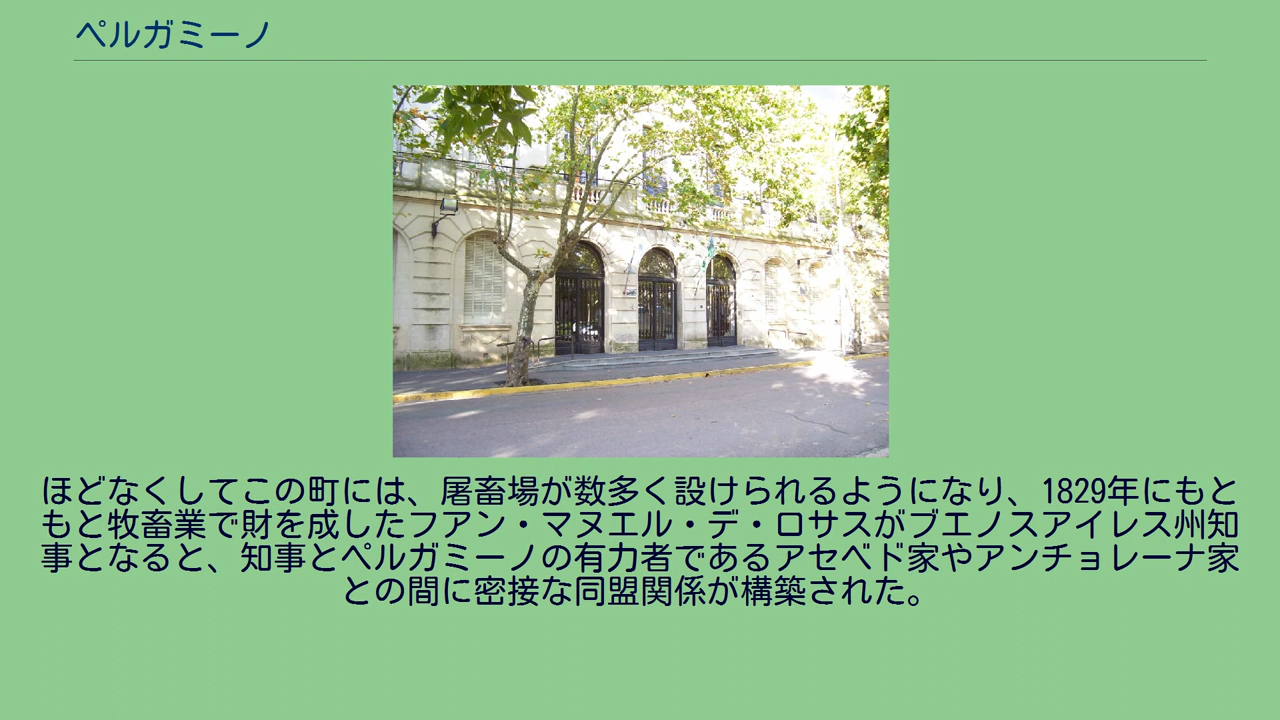 ペルガミーノ
ほどなくしてこの町には、屠畜場が数多く設けられるようになり、1829年にもと
もと牧畜業で財を成したフアン・マヌエル・デ・ロサスがブエノスアイレス州知
事となると、知事とペルガミーノの有力者であるアセベド家やアンチョレーナ家
との間に密接な同盟関係が構築された。